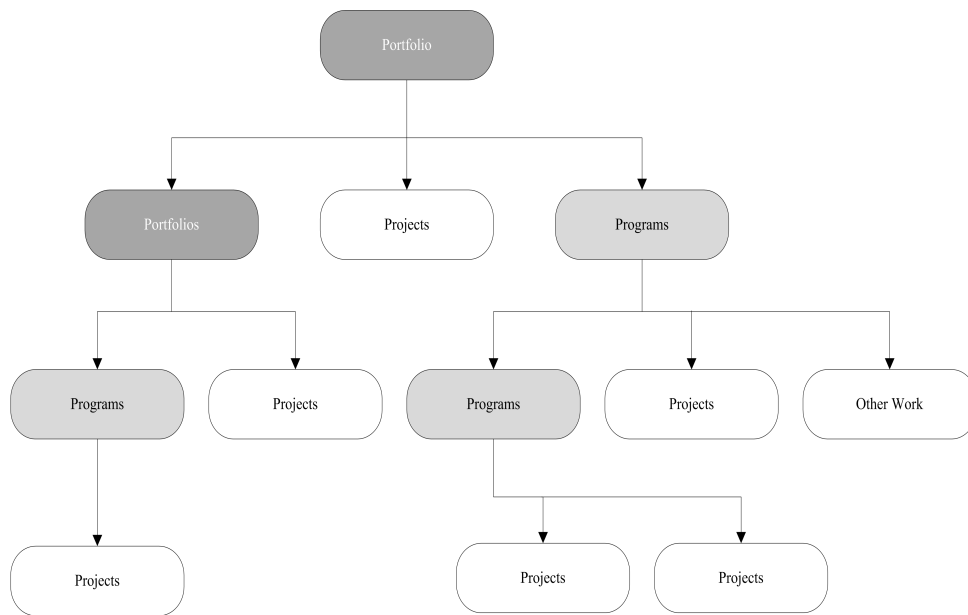 Portfolio
Portfolios
Projects
Programs
Programs
Projects
Programs
Projects
Other Work
Projects
Projects
Projects